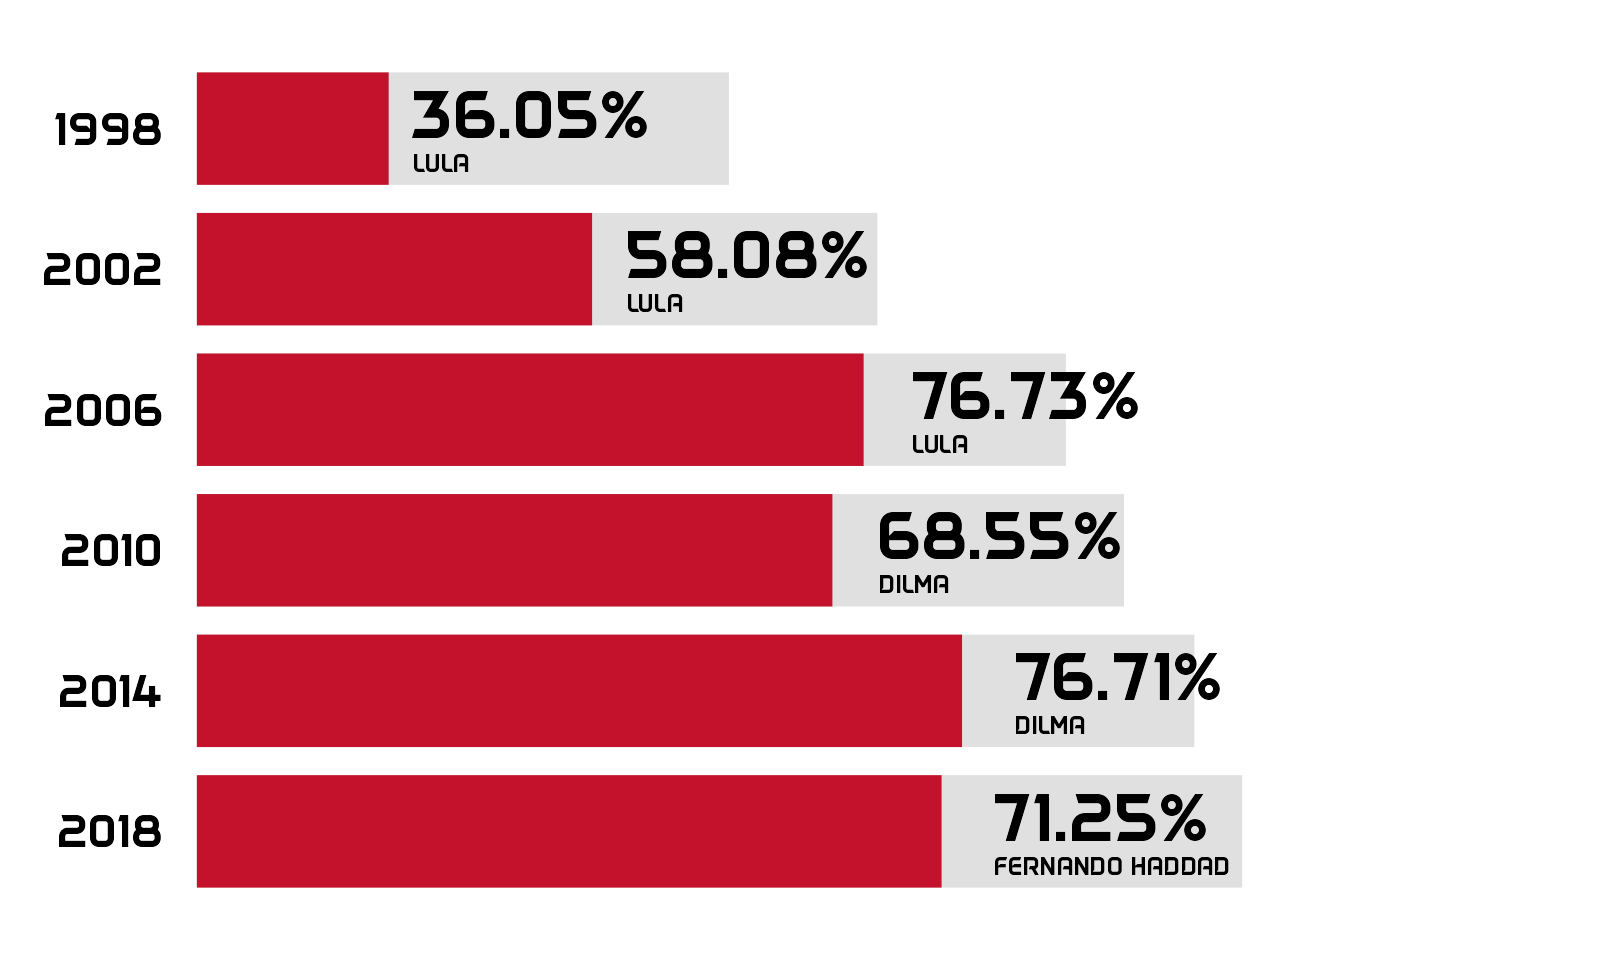 1998
36.05%
LULA
2002
58.08%
LULA
2006
76.73%
LULA
2010
68.55%
DILMA
2014
76.71%
DILMA
2018
71.25%
FERNANDO HADDAD